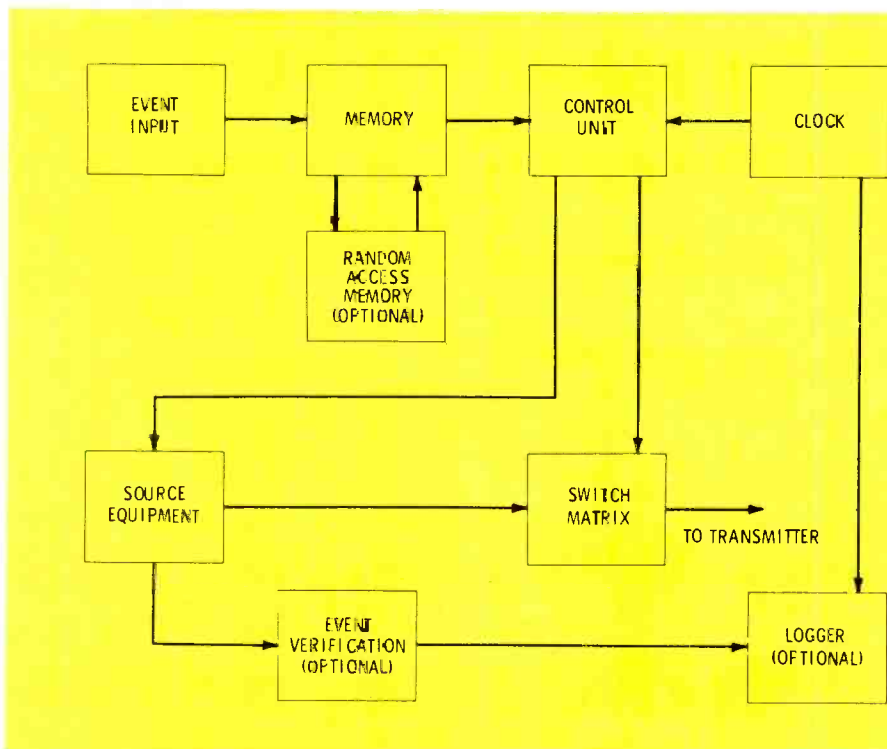 EVENT
INPUT
MEMORY
CONTROL
UNIT
CLOCK
RANDOM
ACCESS
MEMORY
(OPTIONAL)
SOURCE
EQUIPMENT
SWITCH
MATRIX
TO TRANSMITTER
EVENT
VERIFICATION
(OPTIONAL)
LOGGER
(OPTIONAL)